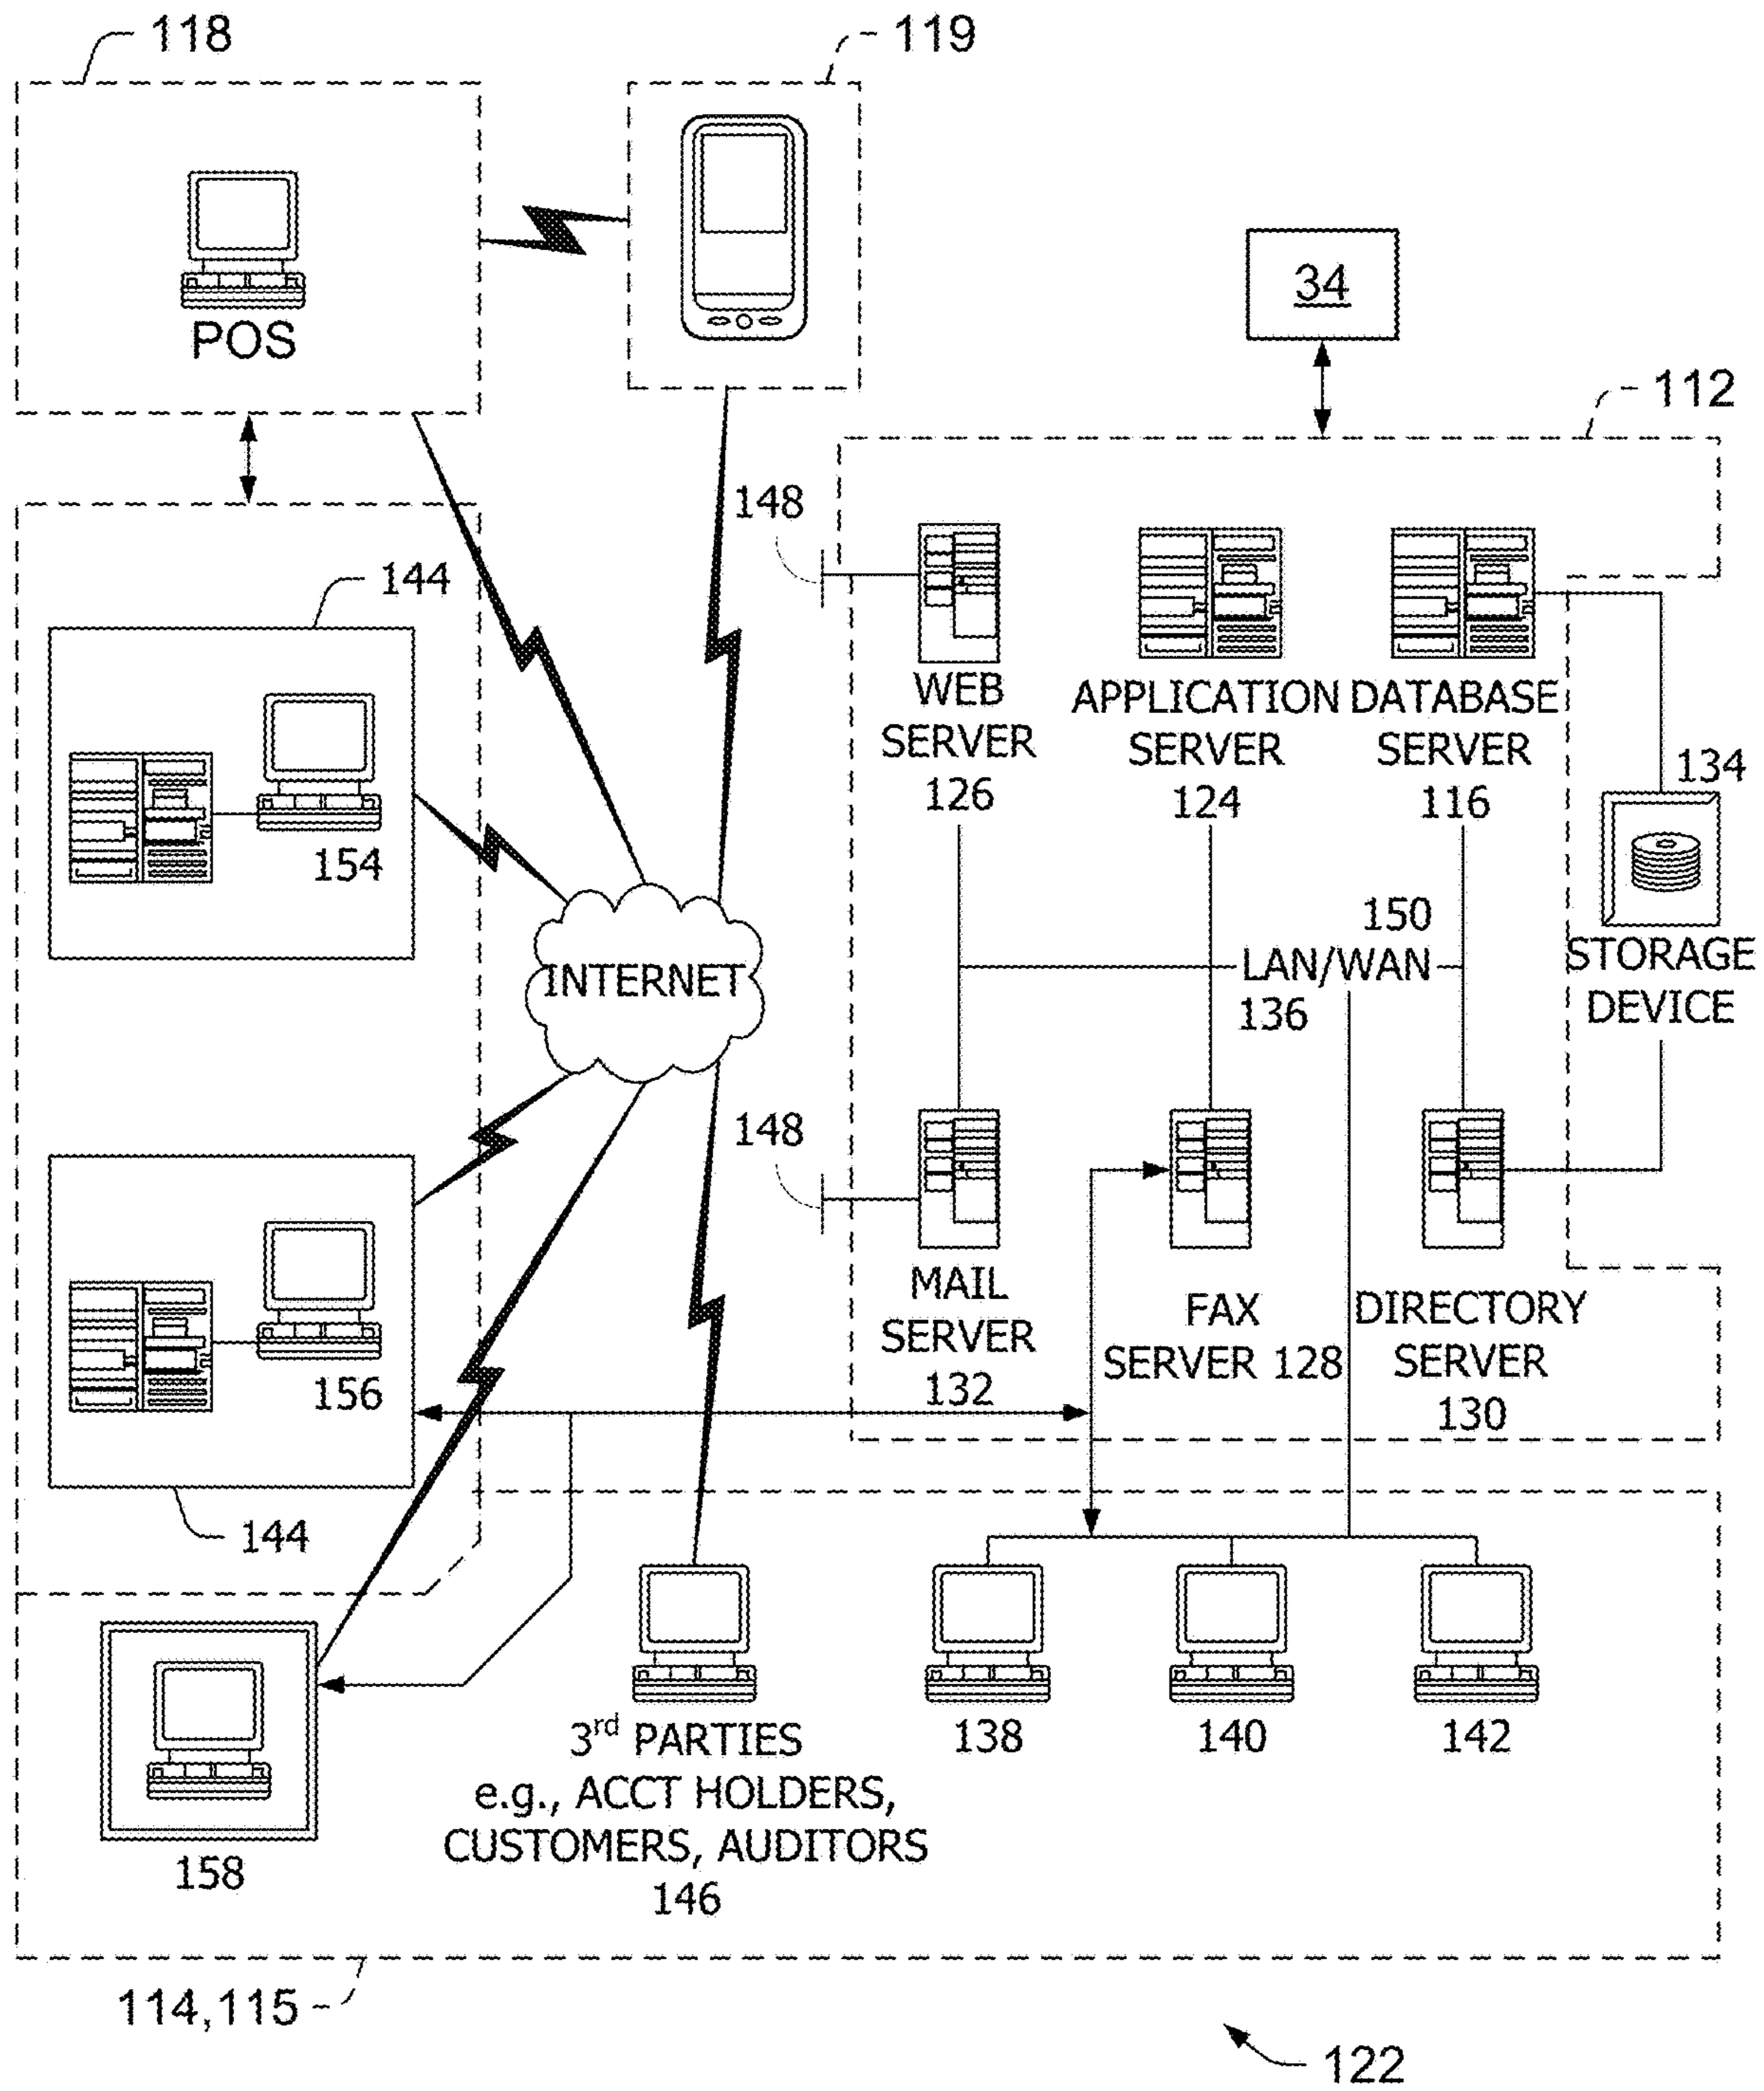 118
119
POS
34
112
148
144
WEB
SERVER
126
APPLICATION
SERVER
124
DATABASE
SERVER
116
134
STORAGE
DEVICE
154
INTERNET
150
LAN/WAN
136
148
MAIL
SERVER
132
FAX
SERVER 128
DIRECTORY
SERVER
130
156
144
158
3rd PARTIES
e.g., ACCT HOLDERS,
CUSTOMERS, AUDITORS
146
138
140
142
114,115
122